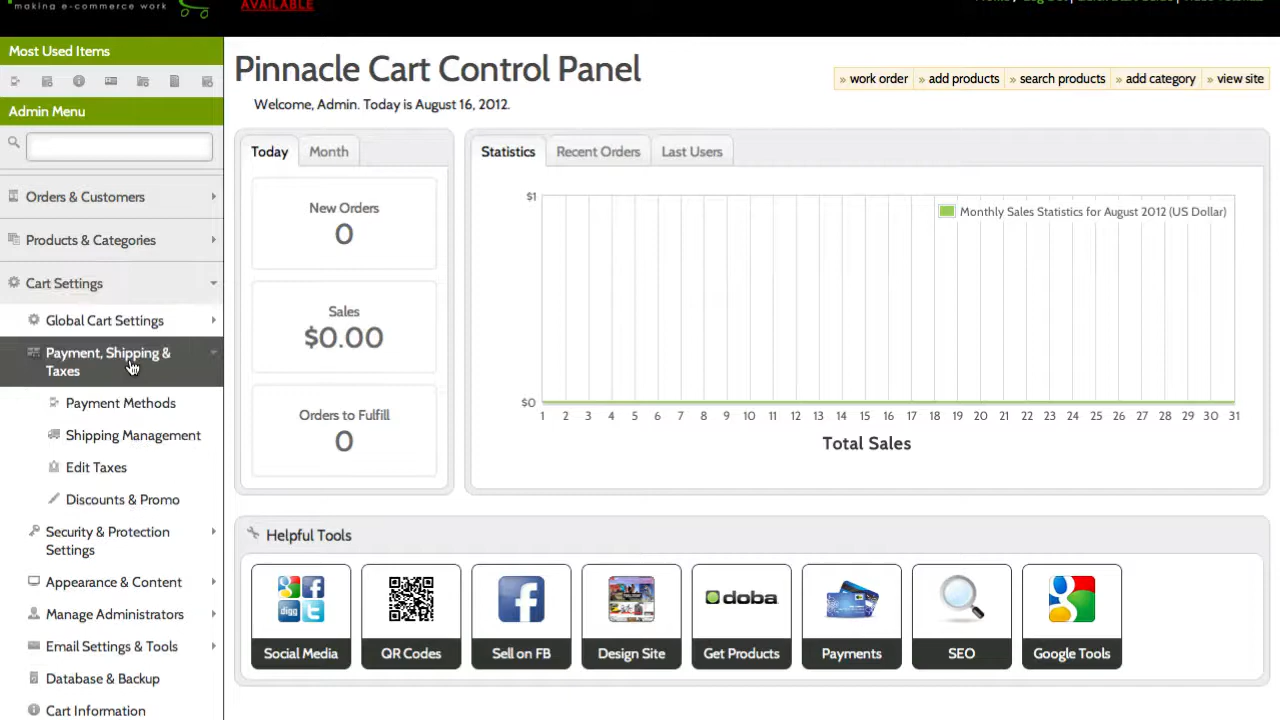 making e-commerce work
AVAILABLE
Most Used Items
Admin Menu
Orders & Customers
Products & Categories
Cart Settings
Global Cart Settings
Payment, Shipping &
Taxes
Payment Methods
Shipping Management
Edit Taxes
Discounts & Promo
Security & Protection
Settings
Appearance & Content
Manage Administrators
Email Settings & Tools
Database & Backup
Cart Information
Pinnacle Cart Control Panel
» work order » add products » search products » add category » view site
Welcome, Admin. Today is August 16, 2012.
Today Month
New Orders
0
Sales
$0.00
Orders to Fulfill
0
Statistics Recent Orders Last Users
$1
Monthly Sales Statistics for August 2012 (US Dollar)
$0
1 2 3 4 5 6 7 8 9 10 11 12 13 14 15 16 17 18 19 20 21 22 23 24 25 26 27 28 29 30 31
Total Sales
Helpful Tools
digg
doba
Social Media QR Codes Sell on FB Design Site Get Products Payments SEO Google Tools